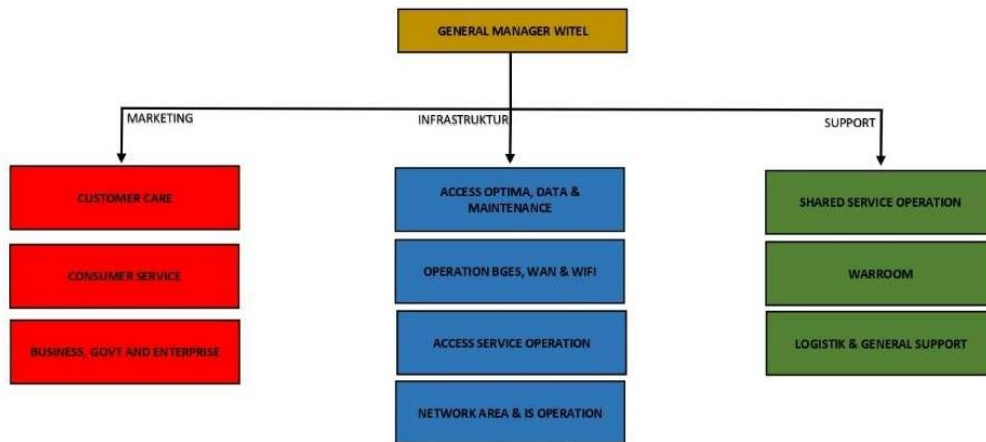 GENERAL MANAGER WITEL
MARKETING
INFRASTRUKTUR
SUPPORT
CUSTOMER CARE
CONSUMER SERVICE
BUSINESS, GOVT AND ENTERPRISE
ACCESS OPTIMA, DATA &
MAINTENANCE
OPERATION BGES, WAN & WIFI
ACCESS SERVICE OPERATION
NETWORK AREA & IS OPERATION
SHARED SERVICE OPERATION
WARROOM
LOGISTIK & GENERAL SUPPORT